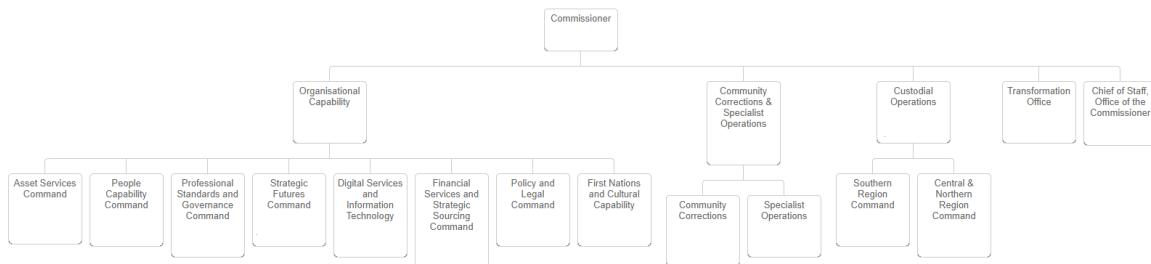 Commissioner
Organisational
Capability
Community
Corrections &
Specialist
Operations
Custodial
Operations
Transformation
Office
Chief of Staff,
Office of the
Commissioner
Asset Services
Command
People
Capability
Command
Professional
Standards and
Governance
Command
Strategic
Futures
Command
Digital Services
and
Information
Technology
Financial
Services and
Strategic
Sourcing
Command
Policy and
Legal
Command
First Nations
and Cultural
Capability
Community
Corrections
Specialist
Operations
Southern
Region
Command
Central &
Northern
Region
Command